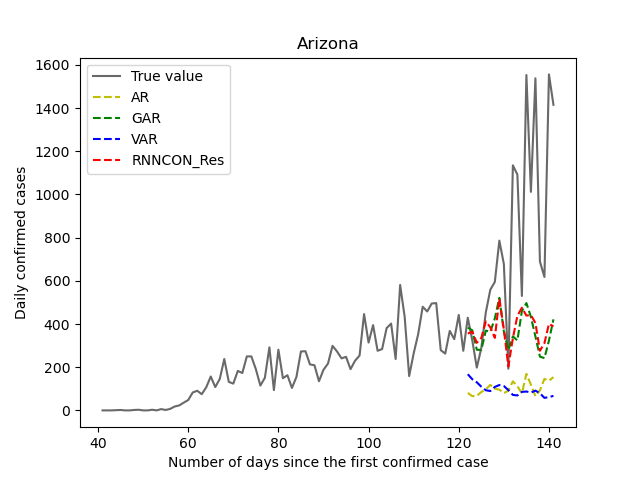 Arizona
True value
AR
GAR
VAR
RNNCON_Res
Daily confirmed cases
1600
1400
1200
1000
800
600
400
200
0
40 60 80 100 120 140
Number of days since the first confirmed case